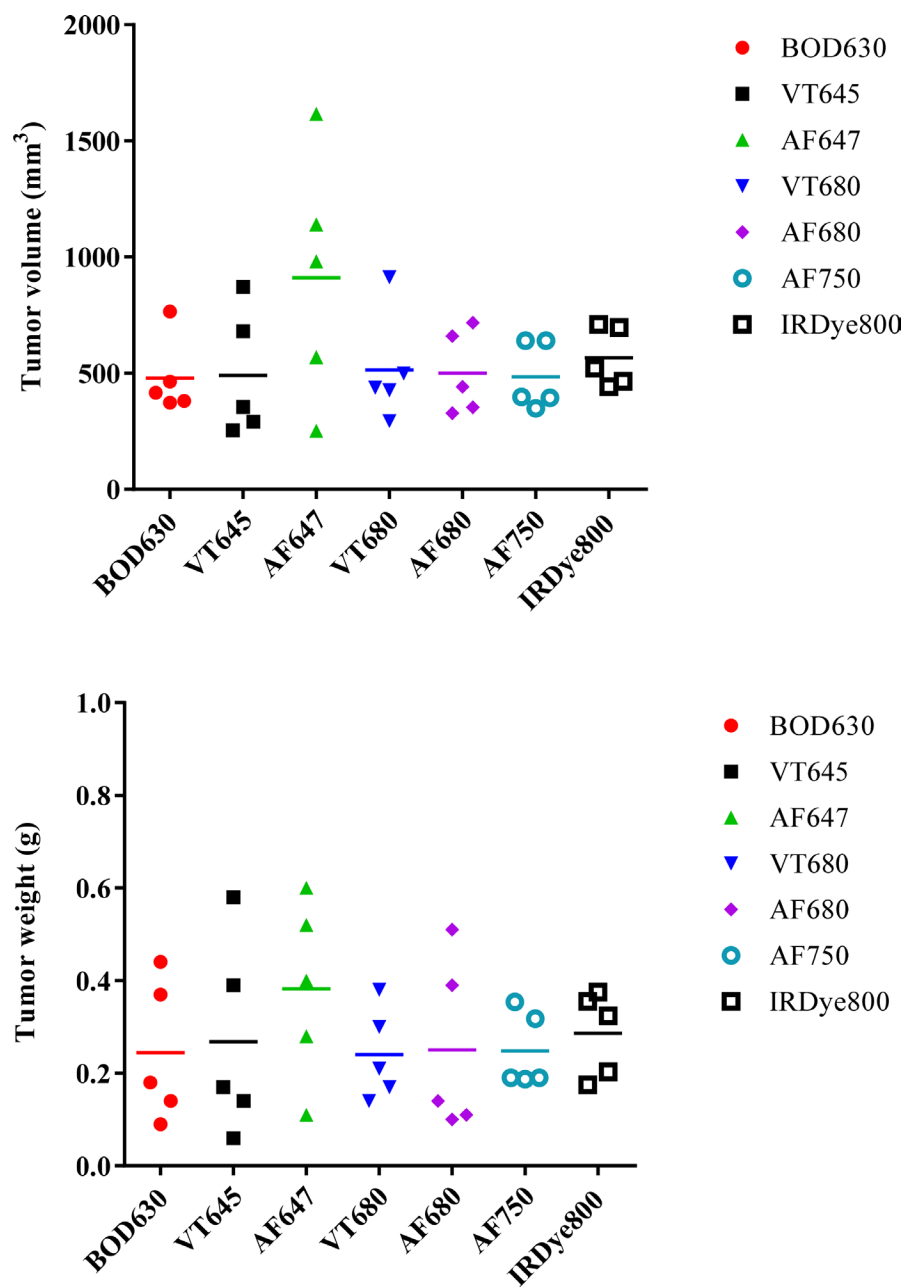 Tumor volume (mm³)
2000
1500
1000
500
0
BOD630
VT645
AF647
VT680
AF680
AF750
IRDye800
BOD630
VT645
AF647
VT680
AF680
AF750
IRDye800
Tumor weight (g)
1.0
0.8
0.6
0.4
0.2
0.0
BOD630
VT645
AF647
VT680
AF680
AF750
IRDye800
BOD630
VT645
AF647
VT680
AF680
AF750
IRDye800